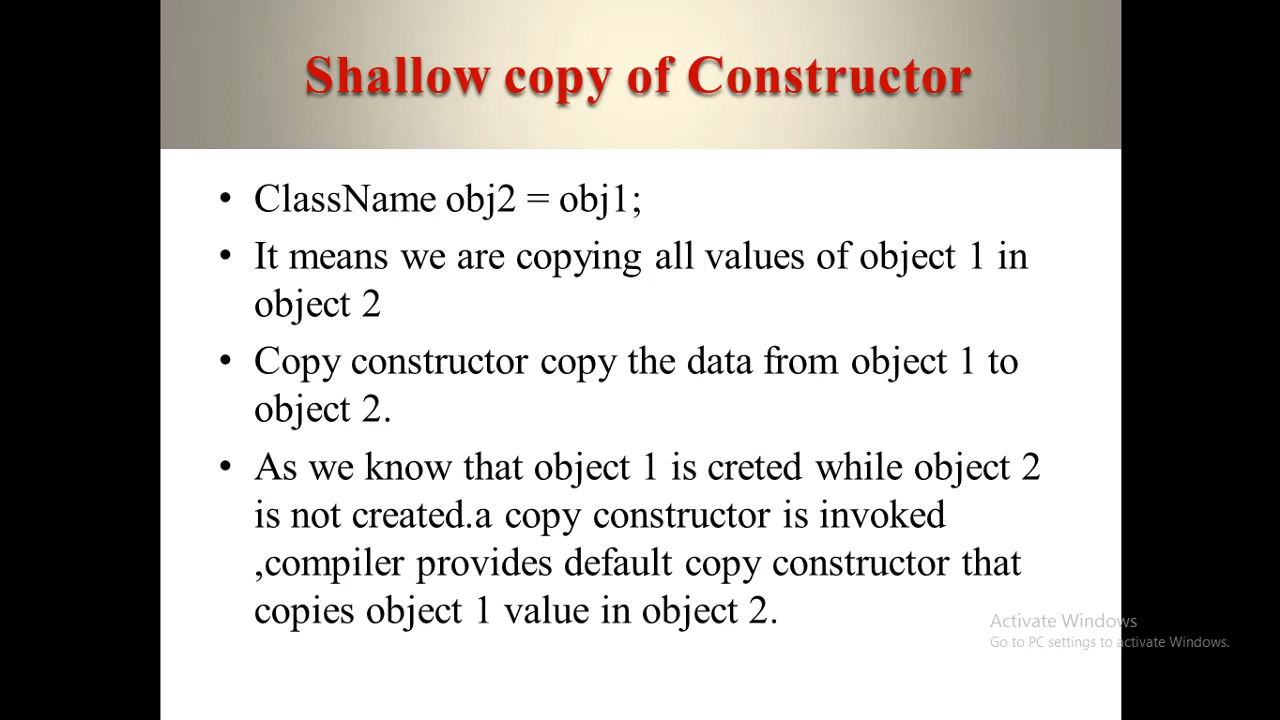 Shallow copy of Constructor
• ClassName obj2 = obj1;
• It means we are copying all values of object 1 in
object 2
• Copy constructor copy the data from object 1 to
object 2.
• As we know that object 1 is creted while object 2
is not created.a copy constructor is invoked
,compiler provides default copy constructor that
copies object 1 value in object 2.
Activate Windows
Go to PC settings to activate Windows.